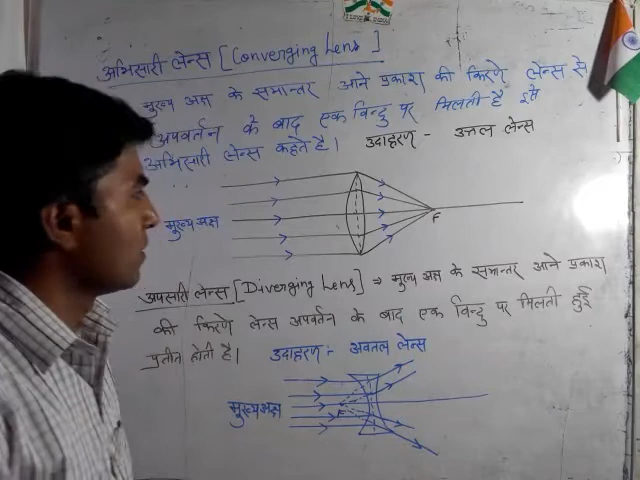 अभिसारी लेन्स [Converging Lens]
मुख्य अक्ष के समान्तर आने प्रकाश की किरणे लेन्स से
अपवर्तन के बाद एक विन्दु पर मिलती है इसे
अभिसारी लेन्स कहते है। उदाहरण - उत्तल लेन्स
मुख्य अक्ष
F
अपसारी लेन्स [Diverging Lens] → मुख्य अक्ष के समान्तर आने प्रकाश
की किरणे लेन्स अपवर्तन के बाद एक विन्दु पर मिलती हुई
प्रतीत होती है। उदाहरण :- अवतल लेन्स
मुख्य अक्ष
F